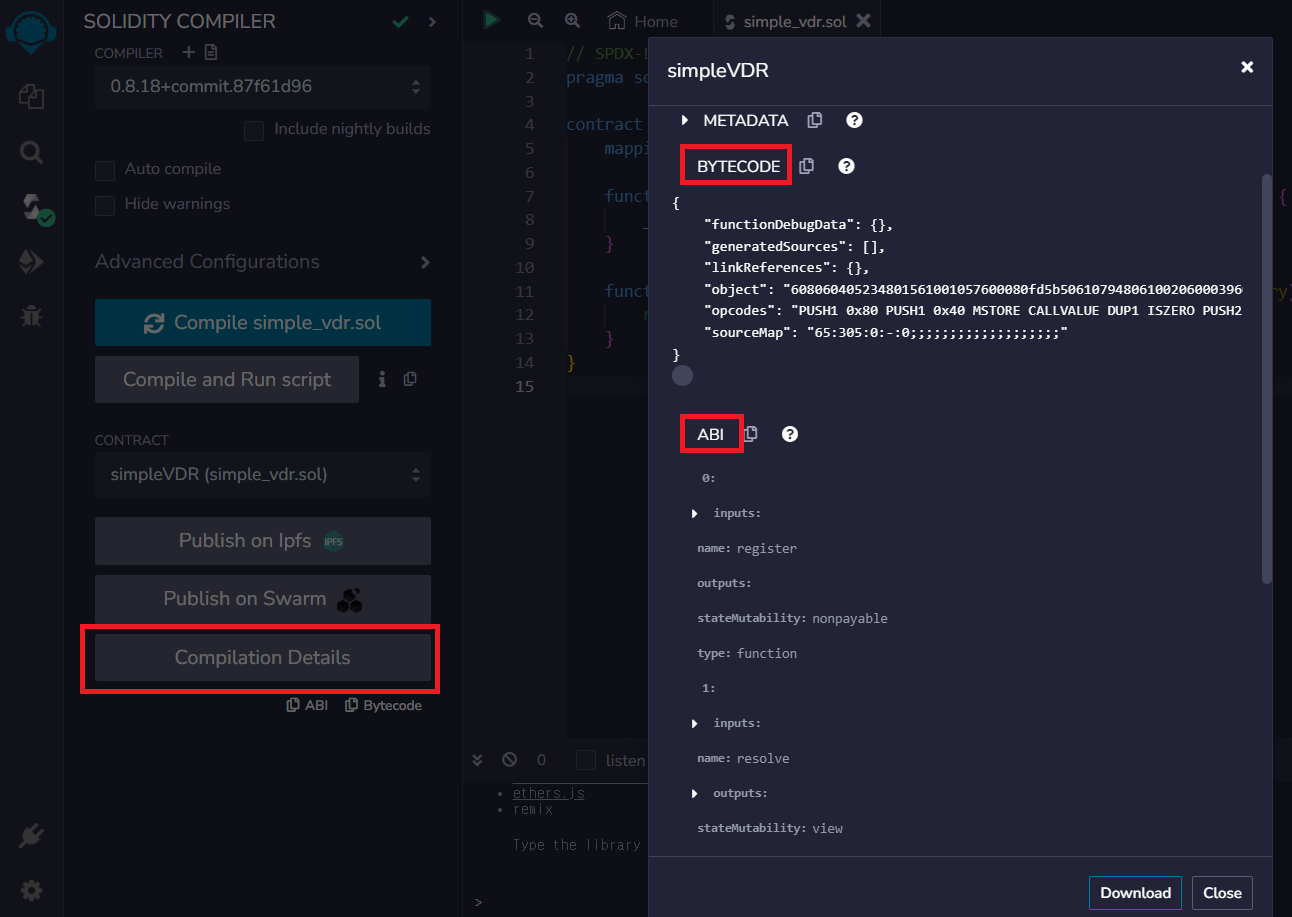 SOLIDITY COMPILER
COMPILER
0.8.18+commit.87f61d96
Include nightly builds
Auto compile
Hide warnings
Advanced Configurations
Compile simple_vdr.sol
Compile and Run script
i
CONTRACT
simpleVDR (simple_vdr.sol)
Publish on Ipfs IPFS
Publish on Swarm
Compilation Details
ABI Bytecode
Home
simple_vdr.sol
1 // SPDX-L
2 pragma so
3
4 contract
5 mappi
6
7 funct {
8 _
9 }
10
11 funct ry)
12 r
13 }
14 }
15
0
listen
• ethers.js
• remix
Type the library
>
simpleVDR
METADATA
BYTECODE
{
"functionDebugData": {},
"generatedSources": [],
"linkReferences": {},
"opcodes": "PUSH1 0x80 PUSH1 0x40 MSTORE CALLVALUE DUP1 ISZERO PUSH2
"sourceMap": "65:305:0:-:0;;;;;;;;;;;;;;;;;;;"
}
ABI
0:
inputs:
name: register
outputs:
stateMutability: nonpayable
type: function
1:
inputs:
name: resolve
outputs:
stateMutability: view
Download
Close